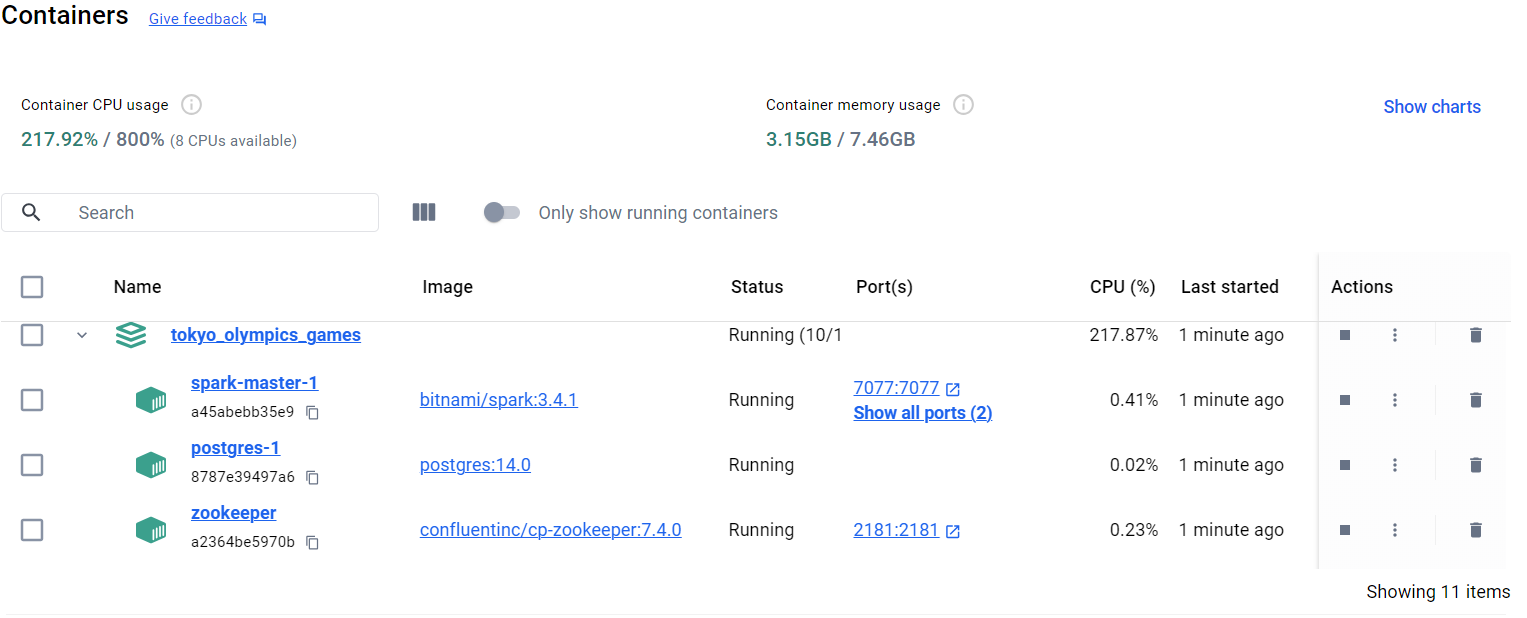 Containers Give feedback
Container CPU usage
217.92% / 800% (8 CPUs available)
Container memory usage
3.15GB / 7.46GB
Show charts
Search
Only show running containers
Name Image Status Port(s) CPU (%) Last started Actions
tokyo_olympics_games Running (10/1 217.87% 1 minute ago
spark-master-1
a45abebb35e9
bitnami/spark:3.4.1 Running
7077:7077
Show all ports (2)
0.41% 1 minute ago
postgres-1
8787e39497a6
postgres:14.0 Running 0.02% 1 minute ago
zookeeper
a2364be5970b
confluentinc/cp-zookeeper:7.4.0 Running 2181:2181 0.23% 1 minute ago
Showing 11 items